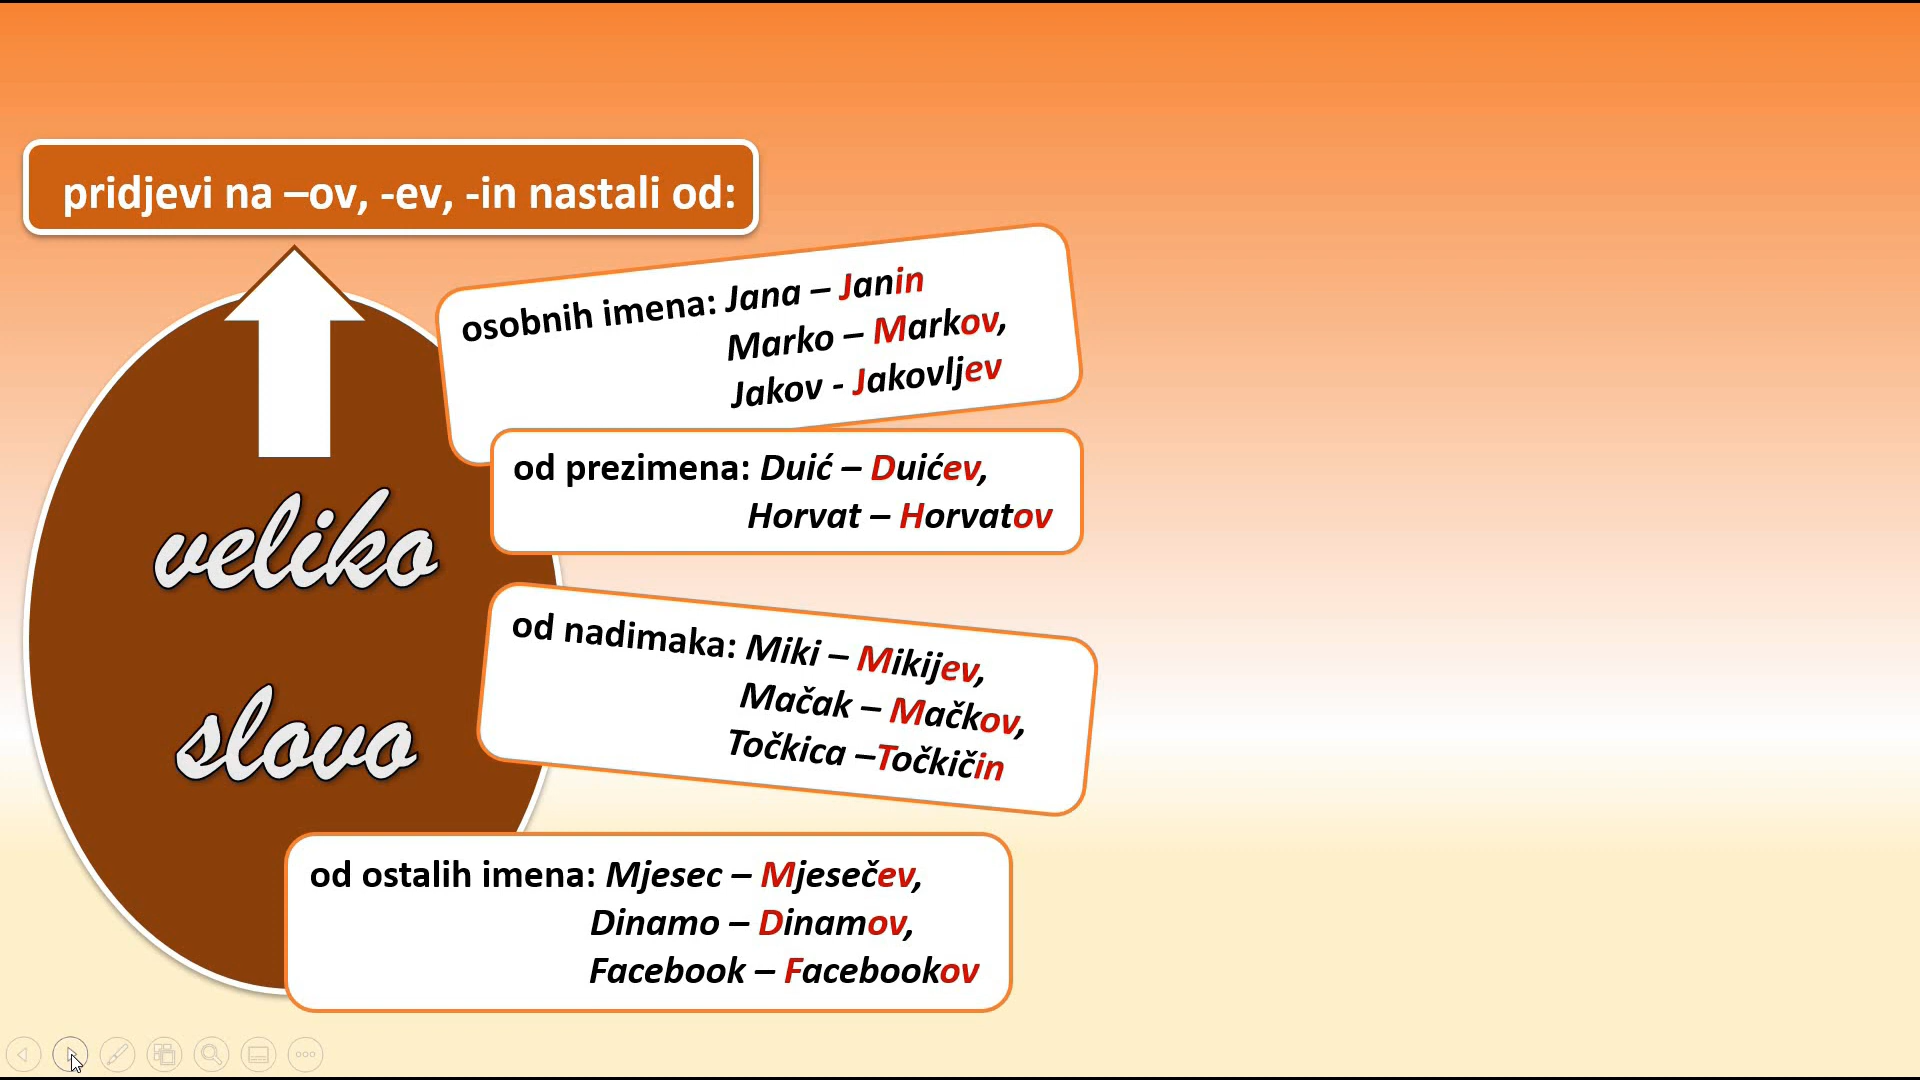 pridjevi na –ov, -ev, -in nastali od:
osobnih imena: Jana – Janin
Marko – Markov,
Jakov - Jakovljev
od prezimena: Duić – Duićev,
Horvat – Horvatov
veliko
slovo
od nadimaka: Miki – Mikijev,
Mačak – Mačkov,
Točkica –Točkičin
od ostalih imena: Mjesec – Mjesečev,
Dinamo – Dinamov,
Facebook – Facebookov